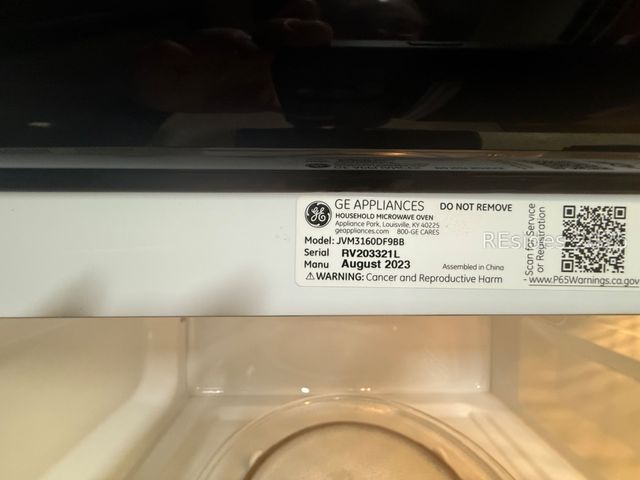 GE APPLIANCES
DO NOT REMOVE
HOUSEHOLD MICROWAVE OVEN
Appliance Park, Louisville, KY 40225
geappliances.com 800-GE CARES
Model: JVM3160DF9BB
Serial RV203321L
Manu August 2023
Assembled in China
⚠ WARNING: Cancer and Reproductive Harm - www.P65Warnings.ca.gov
Scan for Service
or Registration